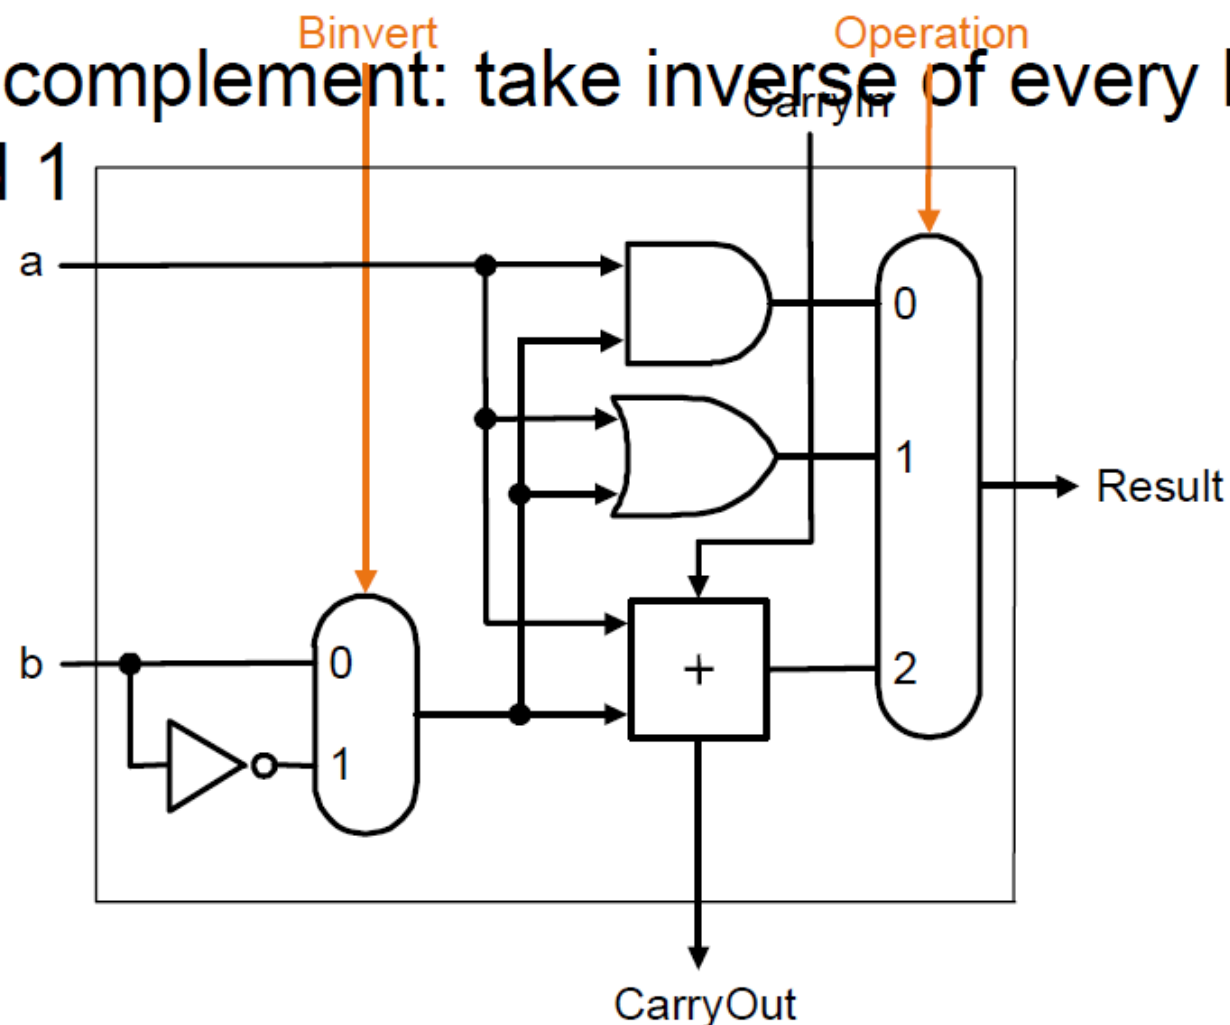 Binvert
Operation
complement: take inverse of every
CarryIn
1
a
0
1
Result
b
0
+
2
1
CarryOut